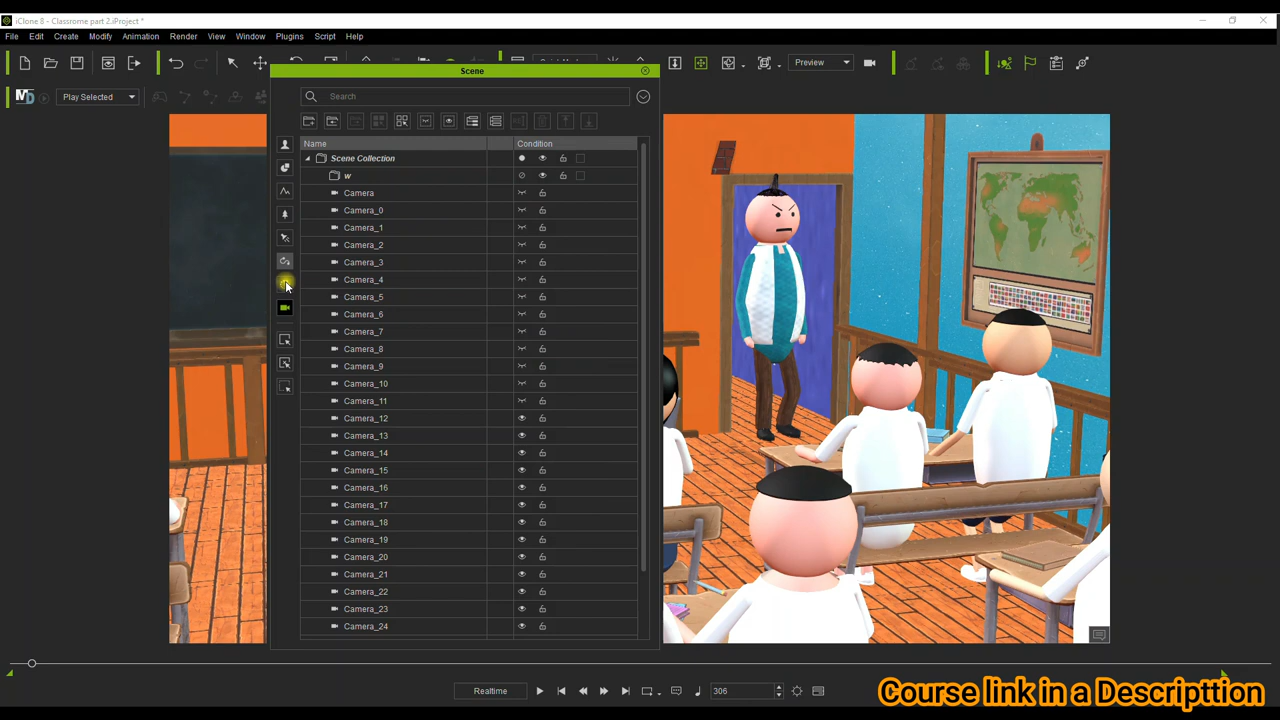 iClone 8 - Classrome part 2.iProject *
File Edit Create Modify Animation Render View Window Plugins Script Help
Preview
Play Selected
Scene
Search
Name Condition
Scene Collection
w
Camera
Camera_0
Camera_1
Camera_2
Camera_3
Camera_4
Camera_5
Camera_6
Camera_7
Camera_8
Camera_9
Camera_10
Camera_11
Camera_12
Camera_13
Camera_14
Camera_15
Camera_16
Camera_17
Camera_18
Camera_19
Camera_20
Camera_21
Camera_22
Camera_23
Camera_24
Realtime 306
Course link in a Descripttion